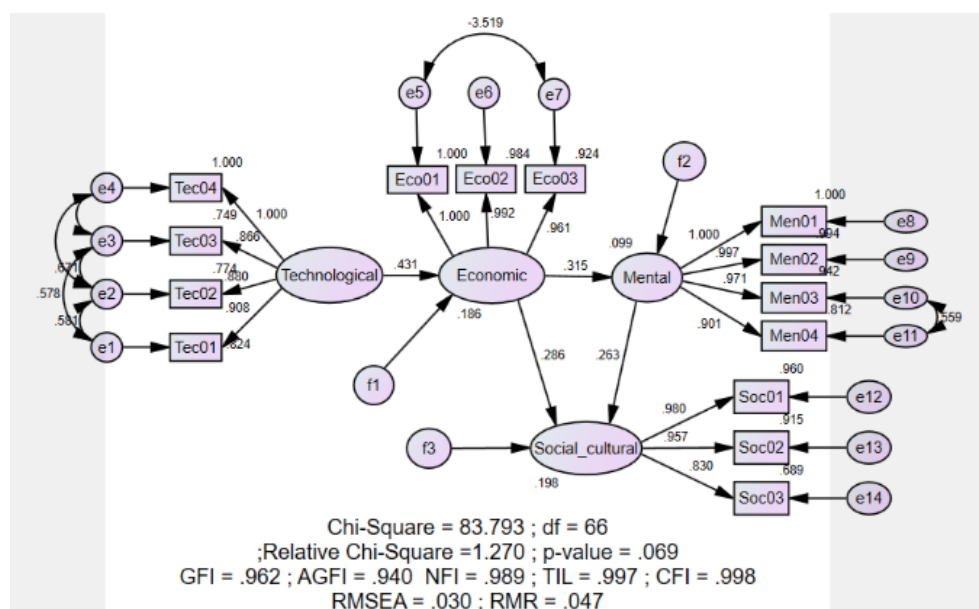 -3.519
e5
e6
e7
1.000
.984
.924
Eco01
Eco02
Eco03
f2
1.000
e4
Tec04
1.000
.992
.961
1.000
.749
1.000
Men01
e8
.994
e3
Tec03
.866
.099
1.000
.997
Men02
e9
.671
.774
Technological
.431
Economic
.315
Mental
.971
.942
.578
e2
Tec02
.880
Men03
e10
.908
.186
.901
.812
.559
.581
e1
Tec01
.824
Men04
e11
f1
.286
.263
.960
Soc01
e12
.980
.915
f3
Social_cultural
.957
Soc02
e13
.830
.689
.198
Soc03
e14
Chi-Square = 83.793 ; df = 66
;Relative Chi-Square =1.270 ; p-value = .069
GFI = .962 ; AGFI = .940 NFI = .989 ; TIL = .997 ; CFI = .998
RMSEA = .030 ; RMR = .047